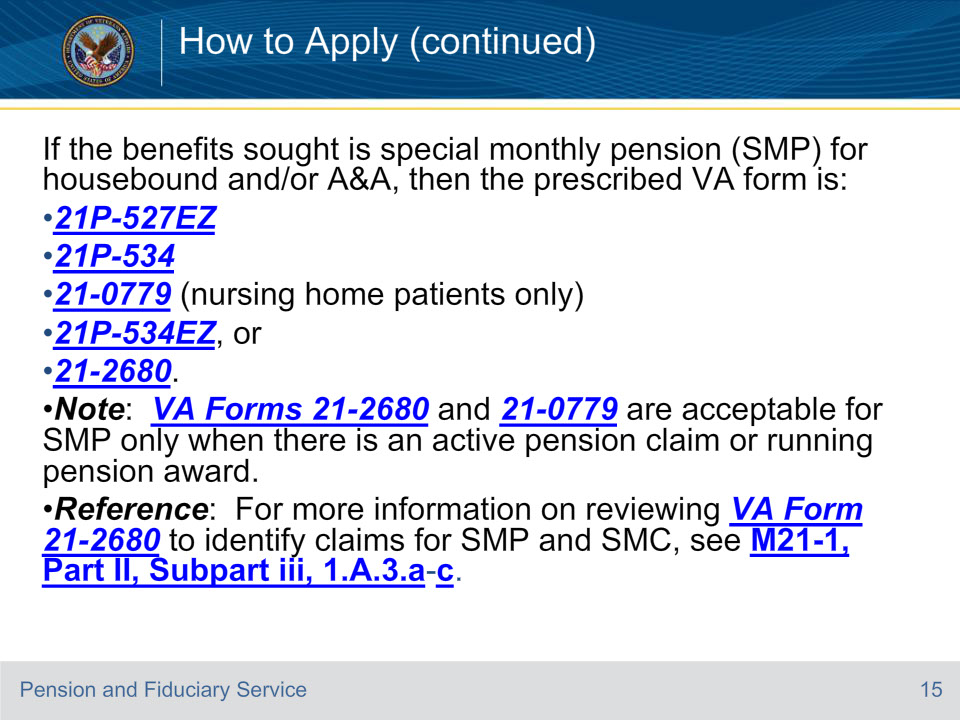 How to Apply (continued)
If the benefits sought is special monthly pension (SMP) for
housebound and/or A&A, then the prescribed VA form is:
•21P-527EZ
•21P-534
•21-0779 (nursing home patients only)
•21P-534EZ, or
•21-2680.
•Note:  VA Forms 21-2680 and 21-0779 are acceptable for
SMP only when there is an active pension claim or running
pension award.
•Reference:  For more information on reviewing VA Form
21-2680 to identify claims for SMP and SMC, see M21-1,
Part II, Subpart iii, 1.A.3.a-c.
Pension and Fiduciary Service
15